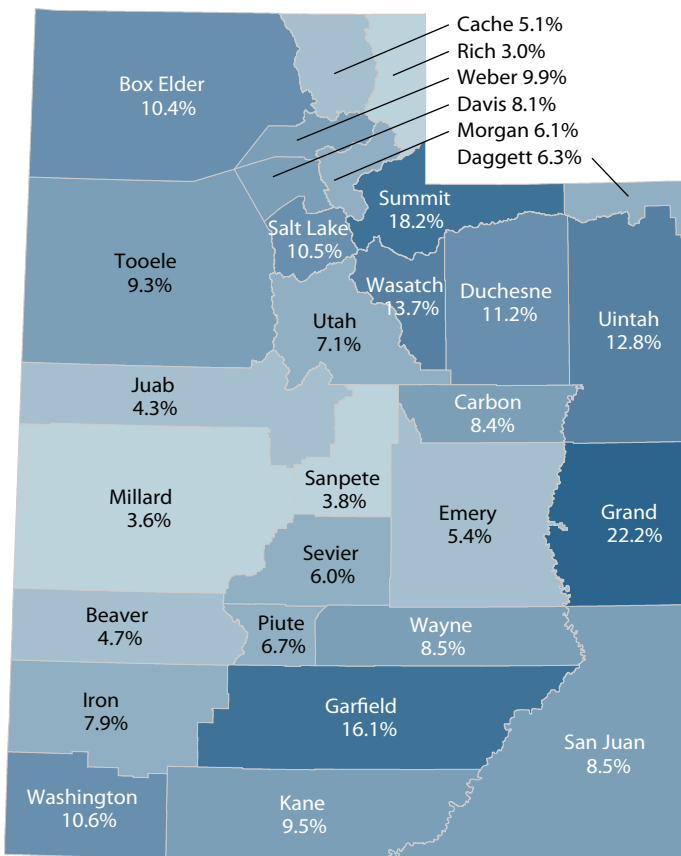 Cache 5.1%
Rich 3.0%
Weber 9.9%
Davis 8.1%
Morgan 6.1%
Daggett 6.3%
Box Elder
10.4%
Summit
18.2%
Salt Lake
10.5%
Tooele
9.3%
Wasatch
13.7%
Duchesne
11.2%
Uintah
12.8%
Utah
7.1%
Juab
4.3%
Carbon
8.4%
Millard
3.6%
Sanpete
3.8%
Emery
5.4%
Grand
22.2%
Sevier
6.0%
Beaver
4.7%
Piute
6.7%
Wayne
8.5%
Iron
7.9%
Garfield
16.1%
San Juan
8.5%
Washington
10.6%
Kane
9.5%